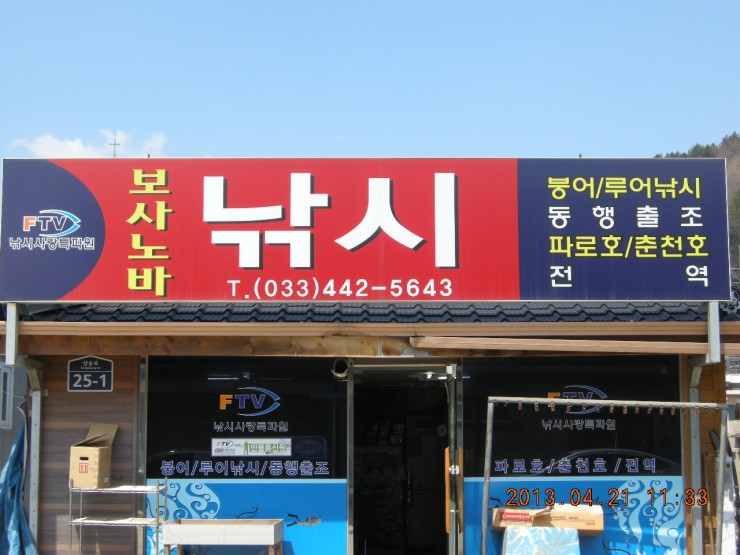 FTV
낚시사랑특파원
보사노바
낚시
T.(033)442-5643
붕어/루어낚시
동행출조
파로호/춘천호
전 역
25-1
FTV
낚시사랑특파원
FTV
붕어/루어낚시/동행출조
FTV
낚시사랑특파원
파로호/춘천호/전역
2013.04.21 11:33